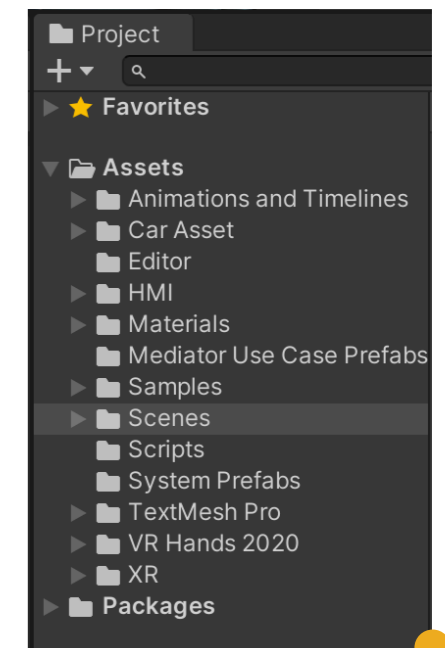 Project
Favorites
Assets
Animations and Timelines
Car Asset
Editor
HMI
Materials
Mediator Use Case Prefabs
Samples
Scenes
Scripts
System Prefabs
TextMesh Pro
VR Hands 2020
XR
Packages